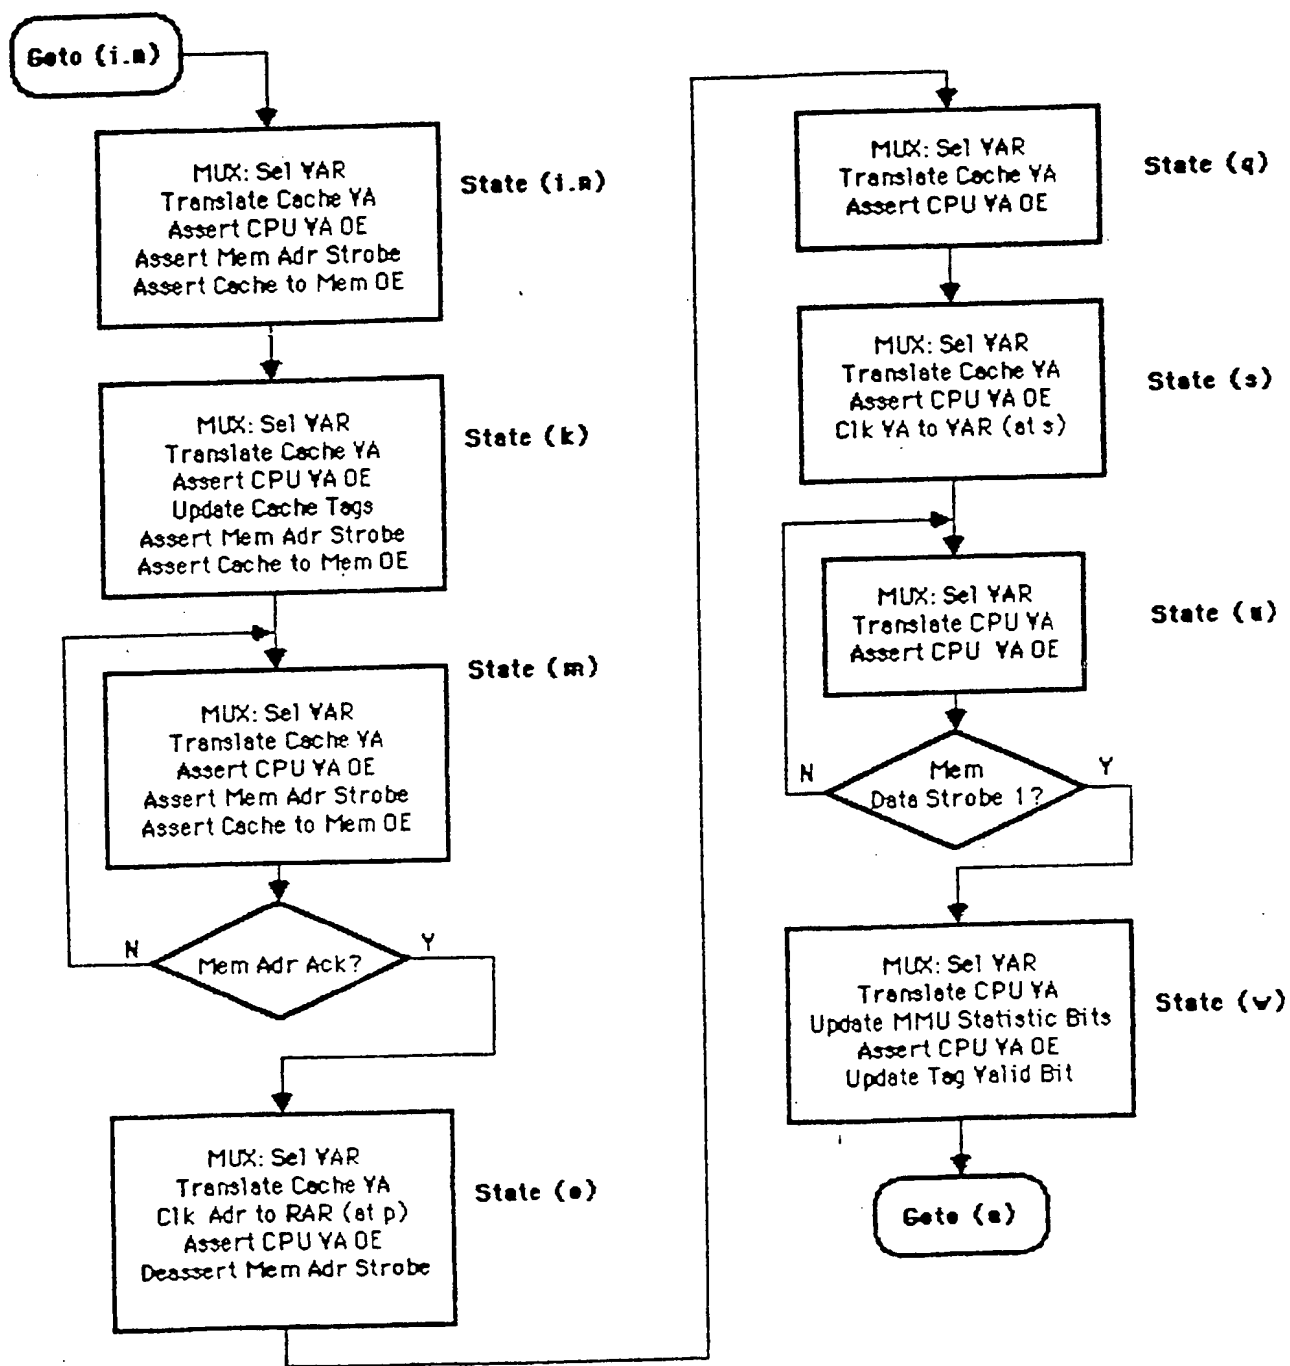 Goto (i.a)
MUX: Sel VAR
Translate Cache VA
Assert CPU VA OE
Assert Mem Adr Strobe
Assert Cache to Mem OE
State (i.a)
MUX: Sel VAR
Translate Cache VA
Assert CPU VA OE
Update Cache Tags
Assert Mem Adr Strobe
Assert Cache to Mem OE
State (k)
MUX: Sel VAR
Translate Cache VA
Assert CPU VA OE
Assert Mem Adr Strobe
Assert Cache to Mem OE
State (m)
Mem Adr Ack?
N
Y
MUX: Sel VAR
Translate Cache VA
Clk Adr to RAR (at p)
Assert CPU VA OE
Deassert Mem Adr Strobe
State (o)
MUX: Sel VAR
Translate Cache VA
Assert CPU VA OE
State (q)
MUX: Sel VAR
Translate Cache VA
Assert CPU VA OE
Clk VA to VAR (at s)
State (s)
MUX: Sel VAR
Translate CPU VA
Assert CPU VA OE
State (u)
N
Mem
Data Strobe 1?
Y
MUX: Sel VAR
Translate CPU VA
Update MMU Statistic Bits
Assert CPU VA OE
Update Tag Valid Bit
State (w)
Goto (a)